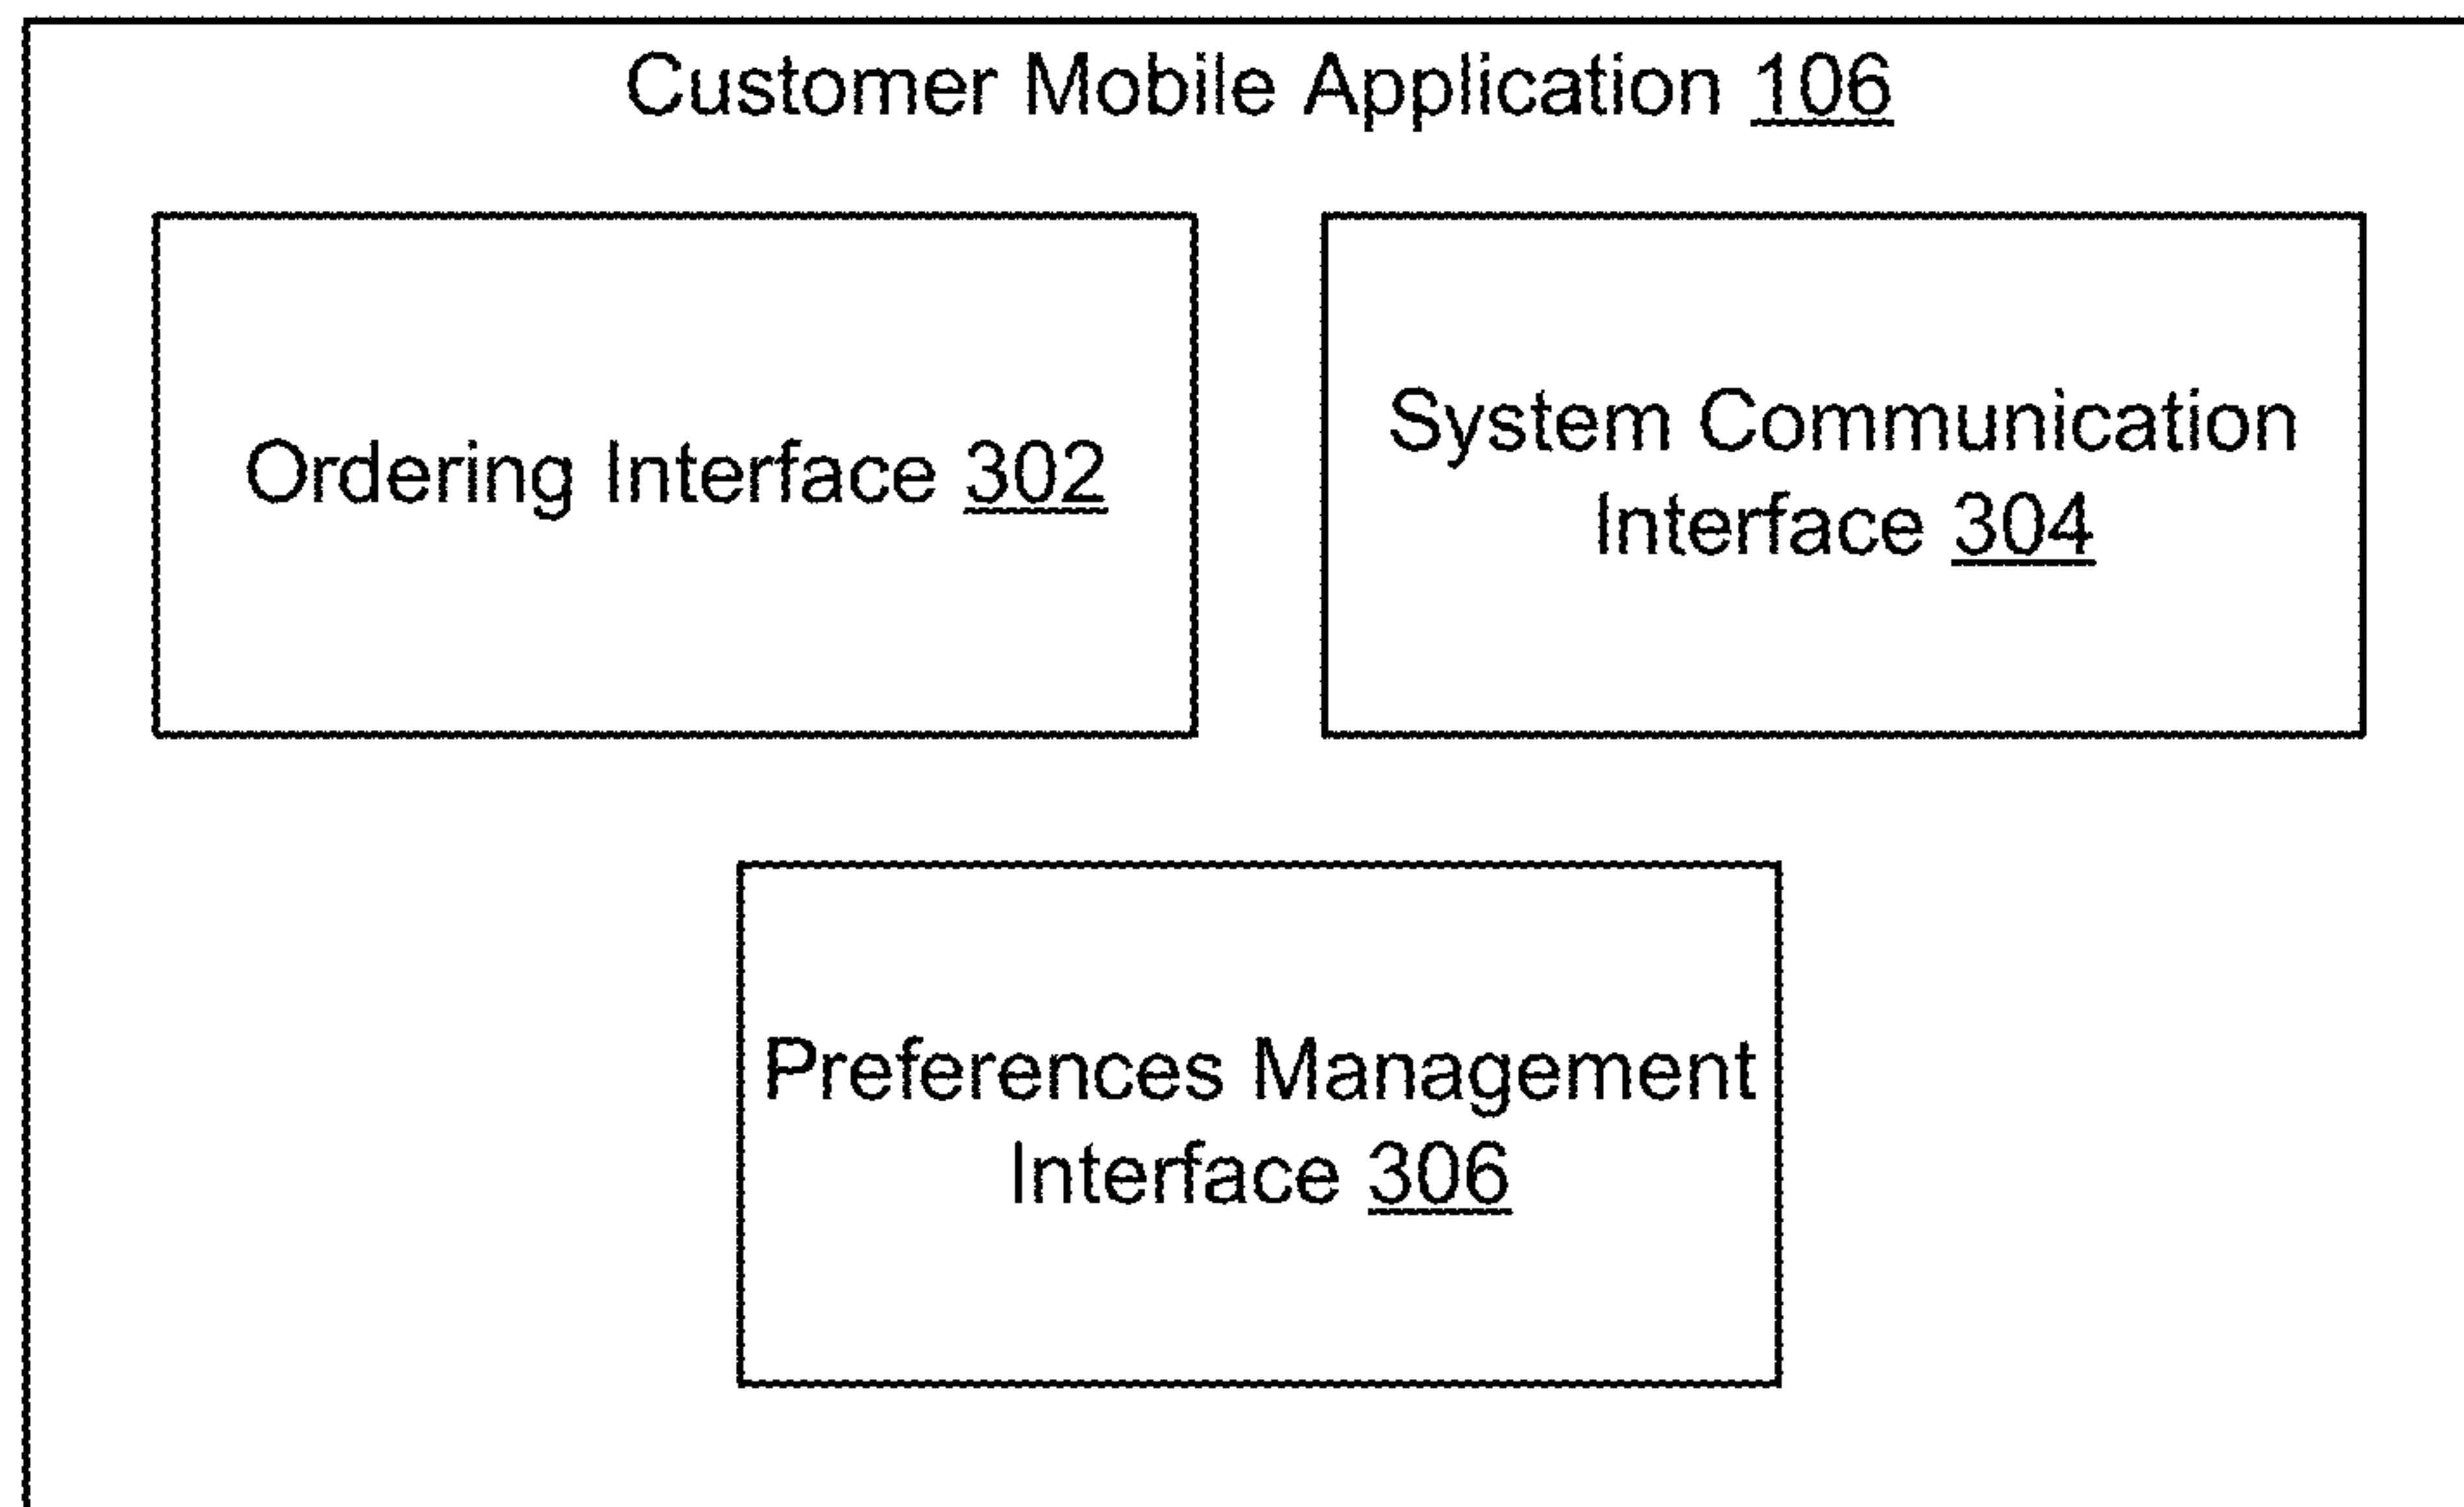 Customer Mobile Application 106
Ordering Interface 302
System Communication
Interface 304
Preferences Management
Interface 306